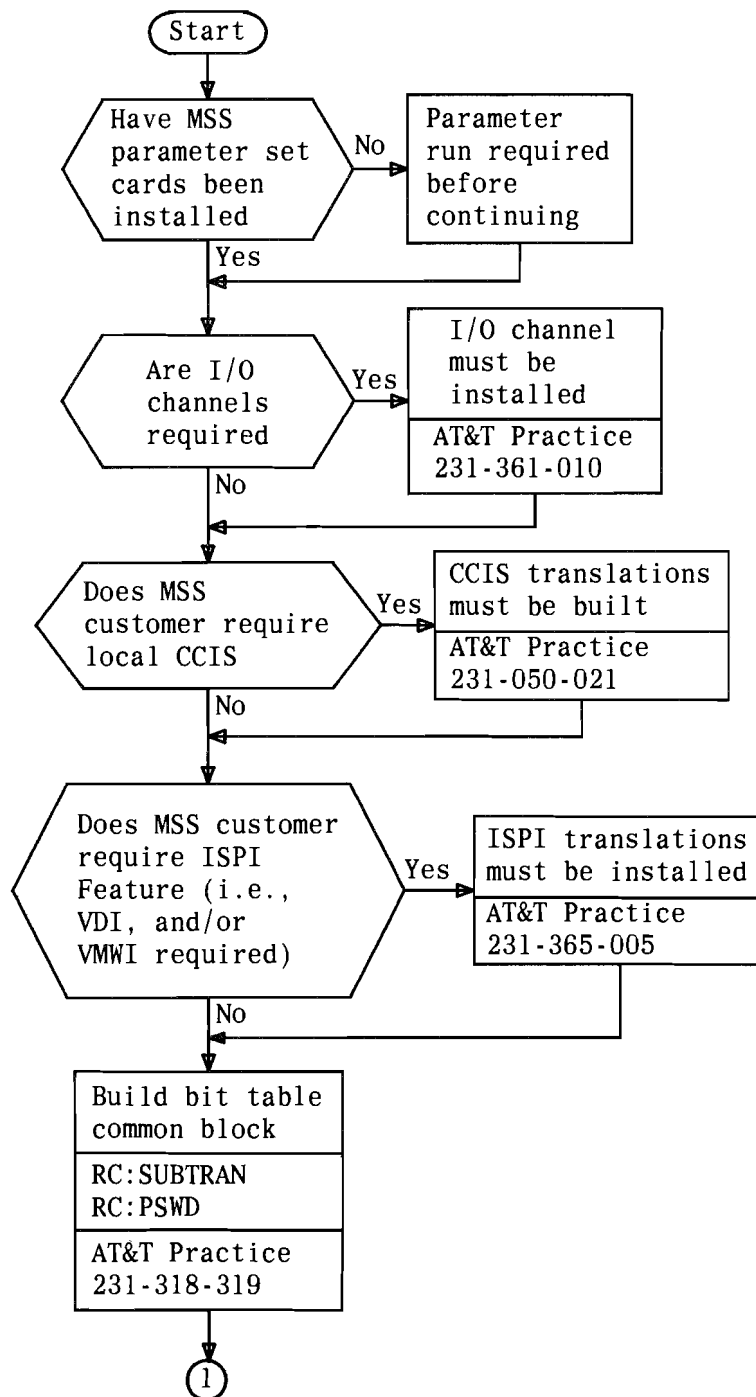 Start
Have MSS
parameter set
cards been
installed
No
Parameter
run required
before
continuing
Yes
Are I/O
channels
required
Yes
I/O channel
must be
installed
AT&T Practice
231-361-010
No
Does MSS
customer require
local CCIS
Yes
CCIS translations
must be built
AT&T Practice
231-050-021
No
Does MSS customer
require ISPI
Feature (i.e.,
VDI, and/or
VMWI required)
Yes
ISPI translations
must be installed
AT&T Practice
231-365-005
No
Build bit table
common block
RC:SUBTRAN
RC:PSWD
AT&T Practice
231-318-319
1